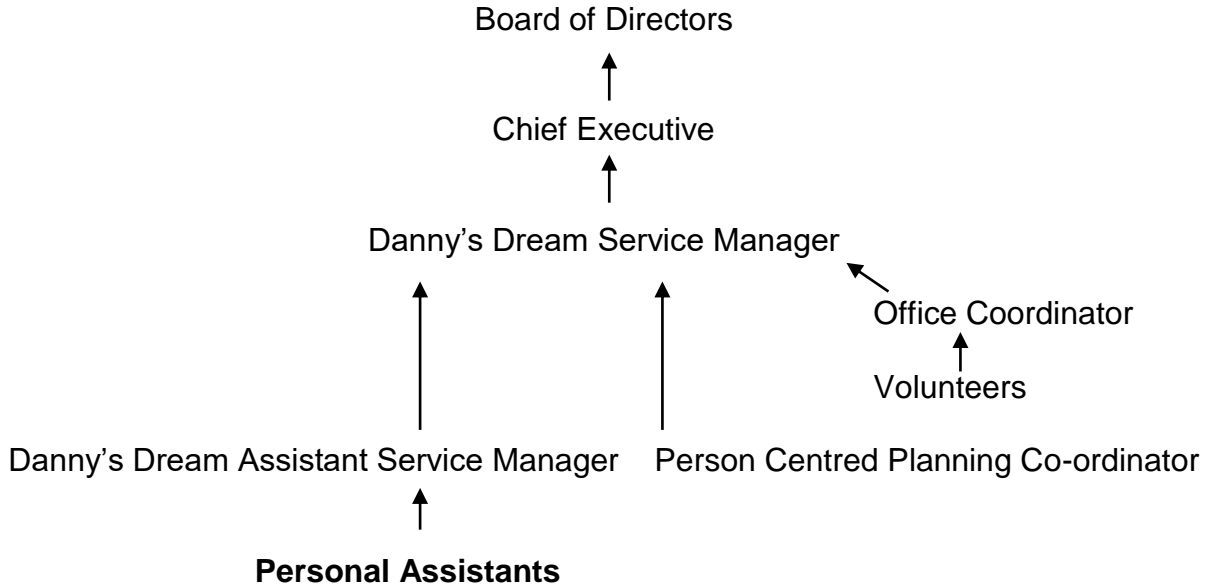 Board of Directors
Chief Executive
Danny’s Dream Service Manager
Office Coordinator
Volunteers
Danny’s Dream Assistant Service Manager
Person Centred Planning Co-ordinator
Personal Assistants